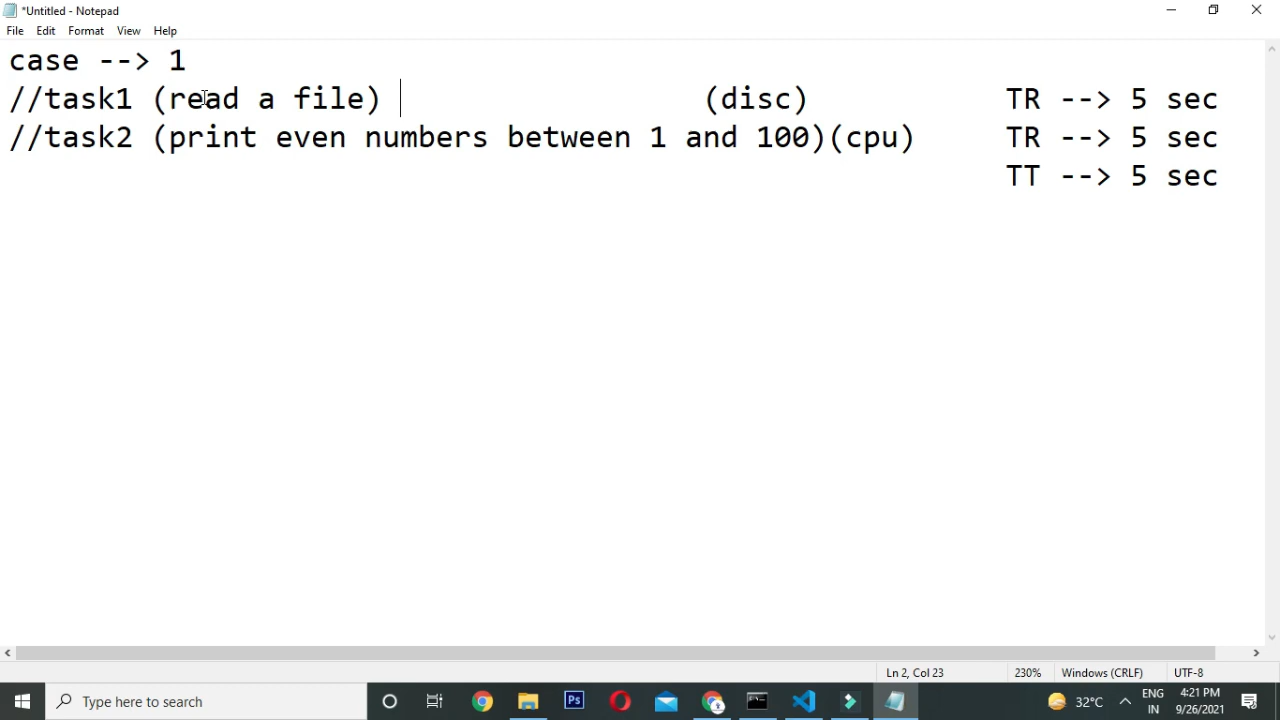 *Untitled - Notepad
File Edit Format View Help
case --> 1
//task1 (read a file) (disc) TR --> 5 sec
//task2 (print even numbers between 1 and 100)(cpu) TR --> 5 sec
TT --> 5 sec
Ln 2, Col 23 230% Windows (CRLF) UTF-8
Type here to search
Ps
32°C
ENG
IN
4:21 PM
9/26/2021